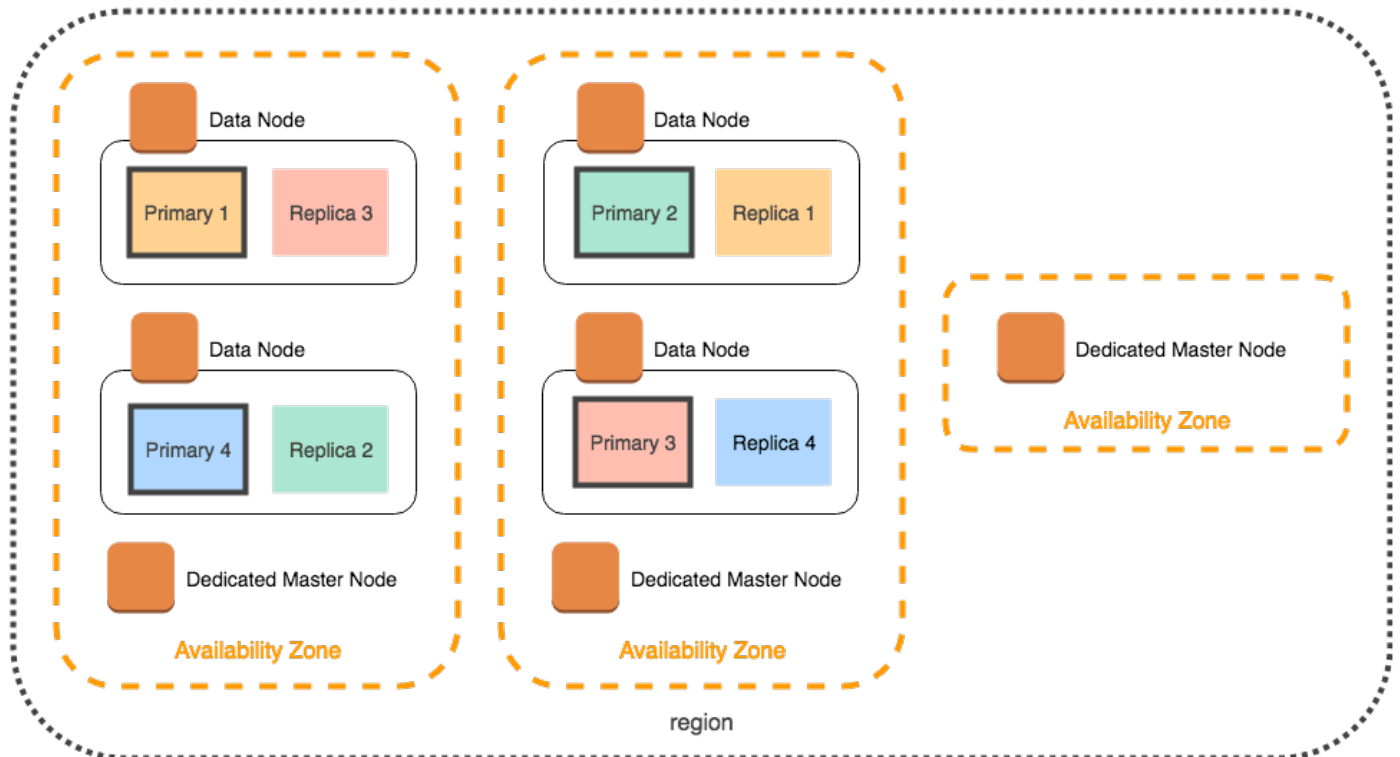 Data Node
Primary 1
Replica 3
Data Node
Primary 4
Replica 2
Dedicated Master Node
Availability Zone
Data Node
Primary 2
Replica 1
Data Node
Primary 3
Replica 4
Dedicated Master Node
Availability Zone
Dedicated Master Node
Availability Zone
region